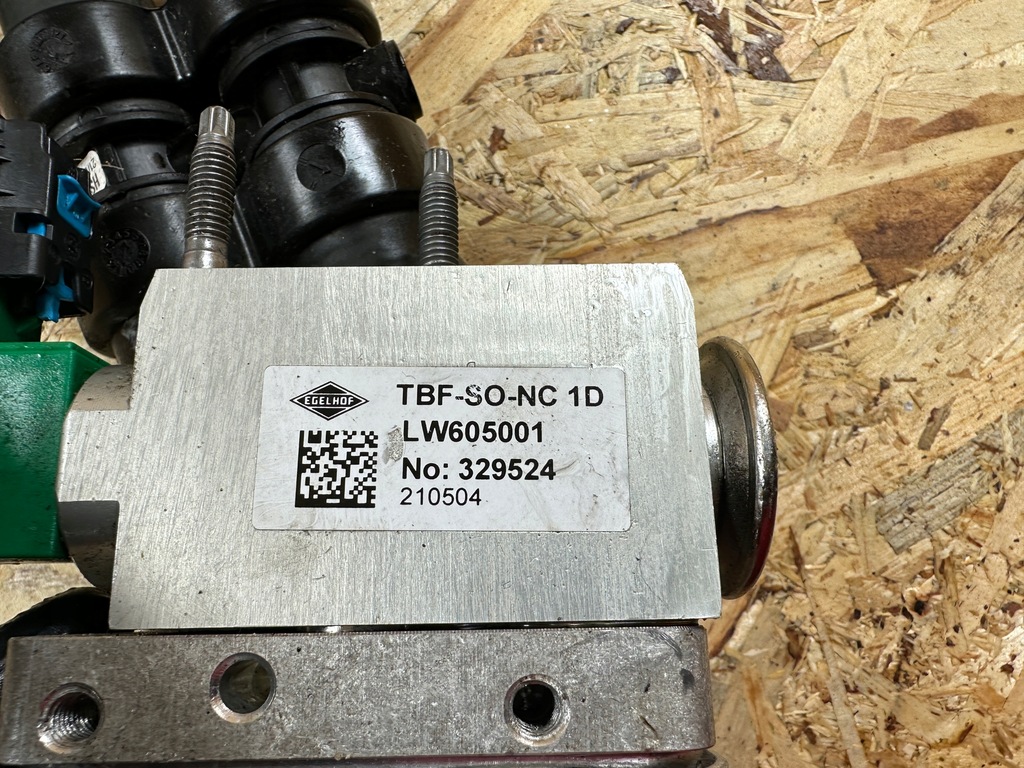 EGELHOF
TBF-SO-NC 1D
LW605001
No: 329524
210504